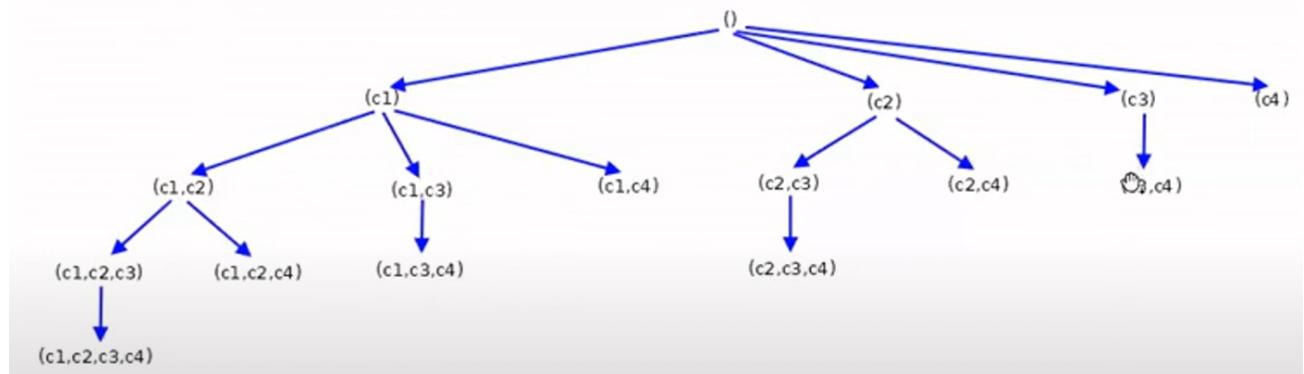 ()
(c1) (c2) (c3) (c4)
(c1,c2) (c1,c3) (c1,c4) (c2,c3) (c2,c4) 3,c4)
(c1,c2,c3) (c1,c2,c4) (c1,c3,c4) (c2,c3,c4)
(c1,c2,c3,c4)